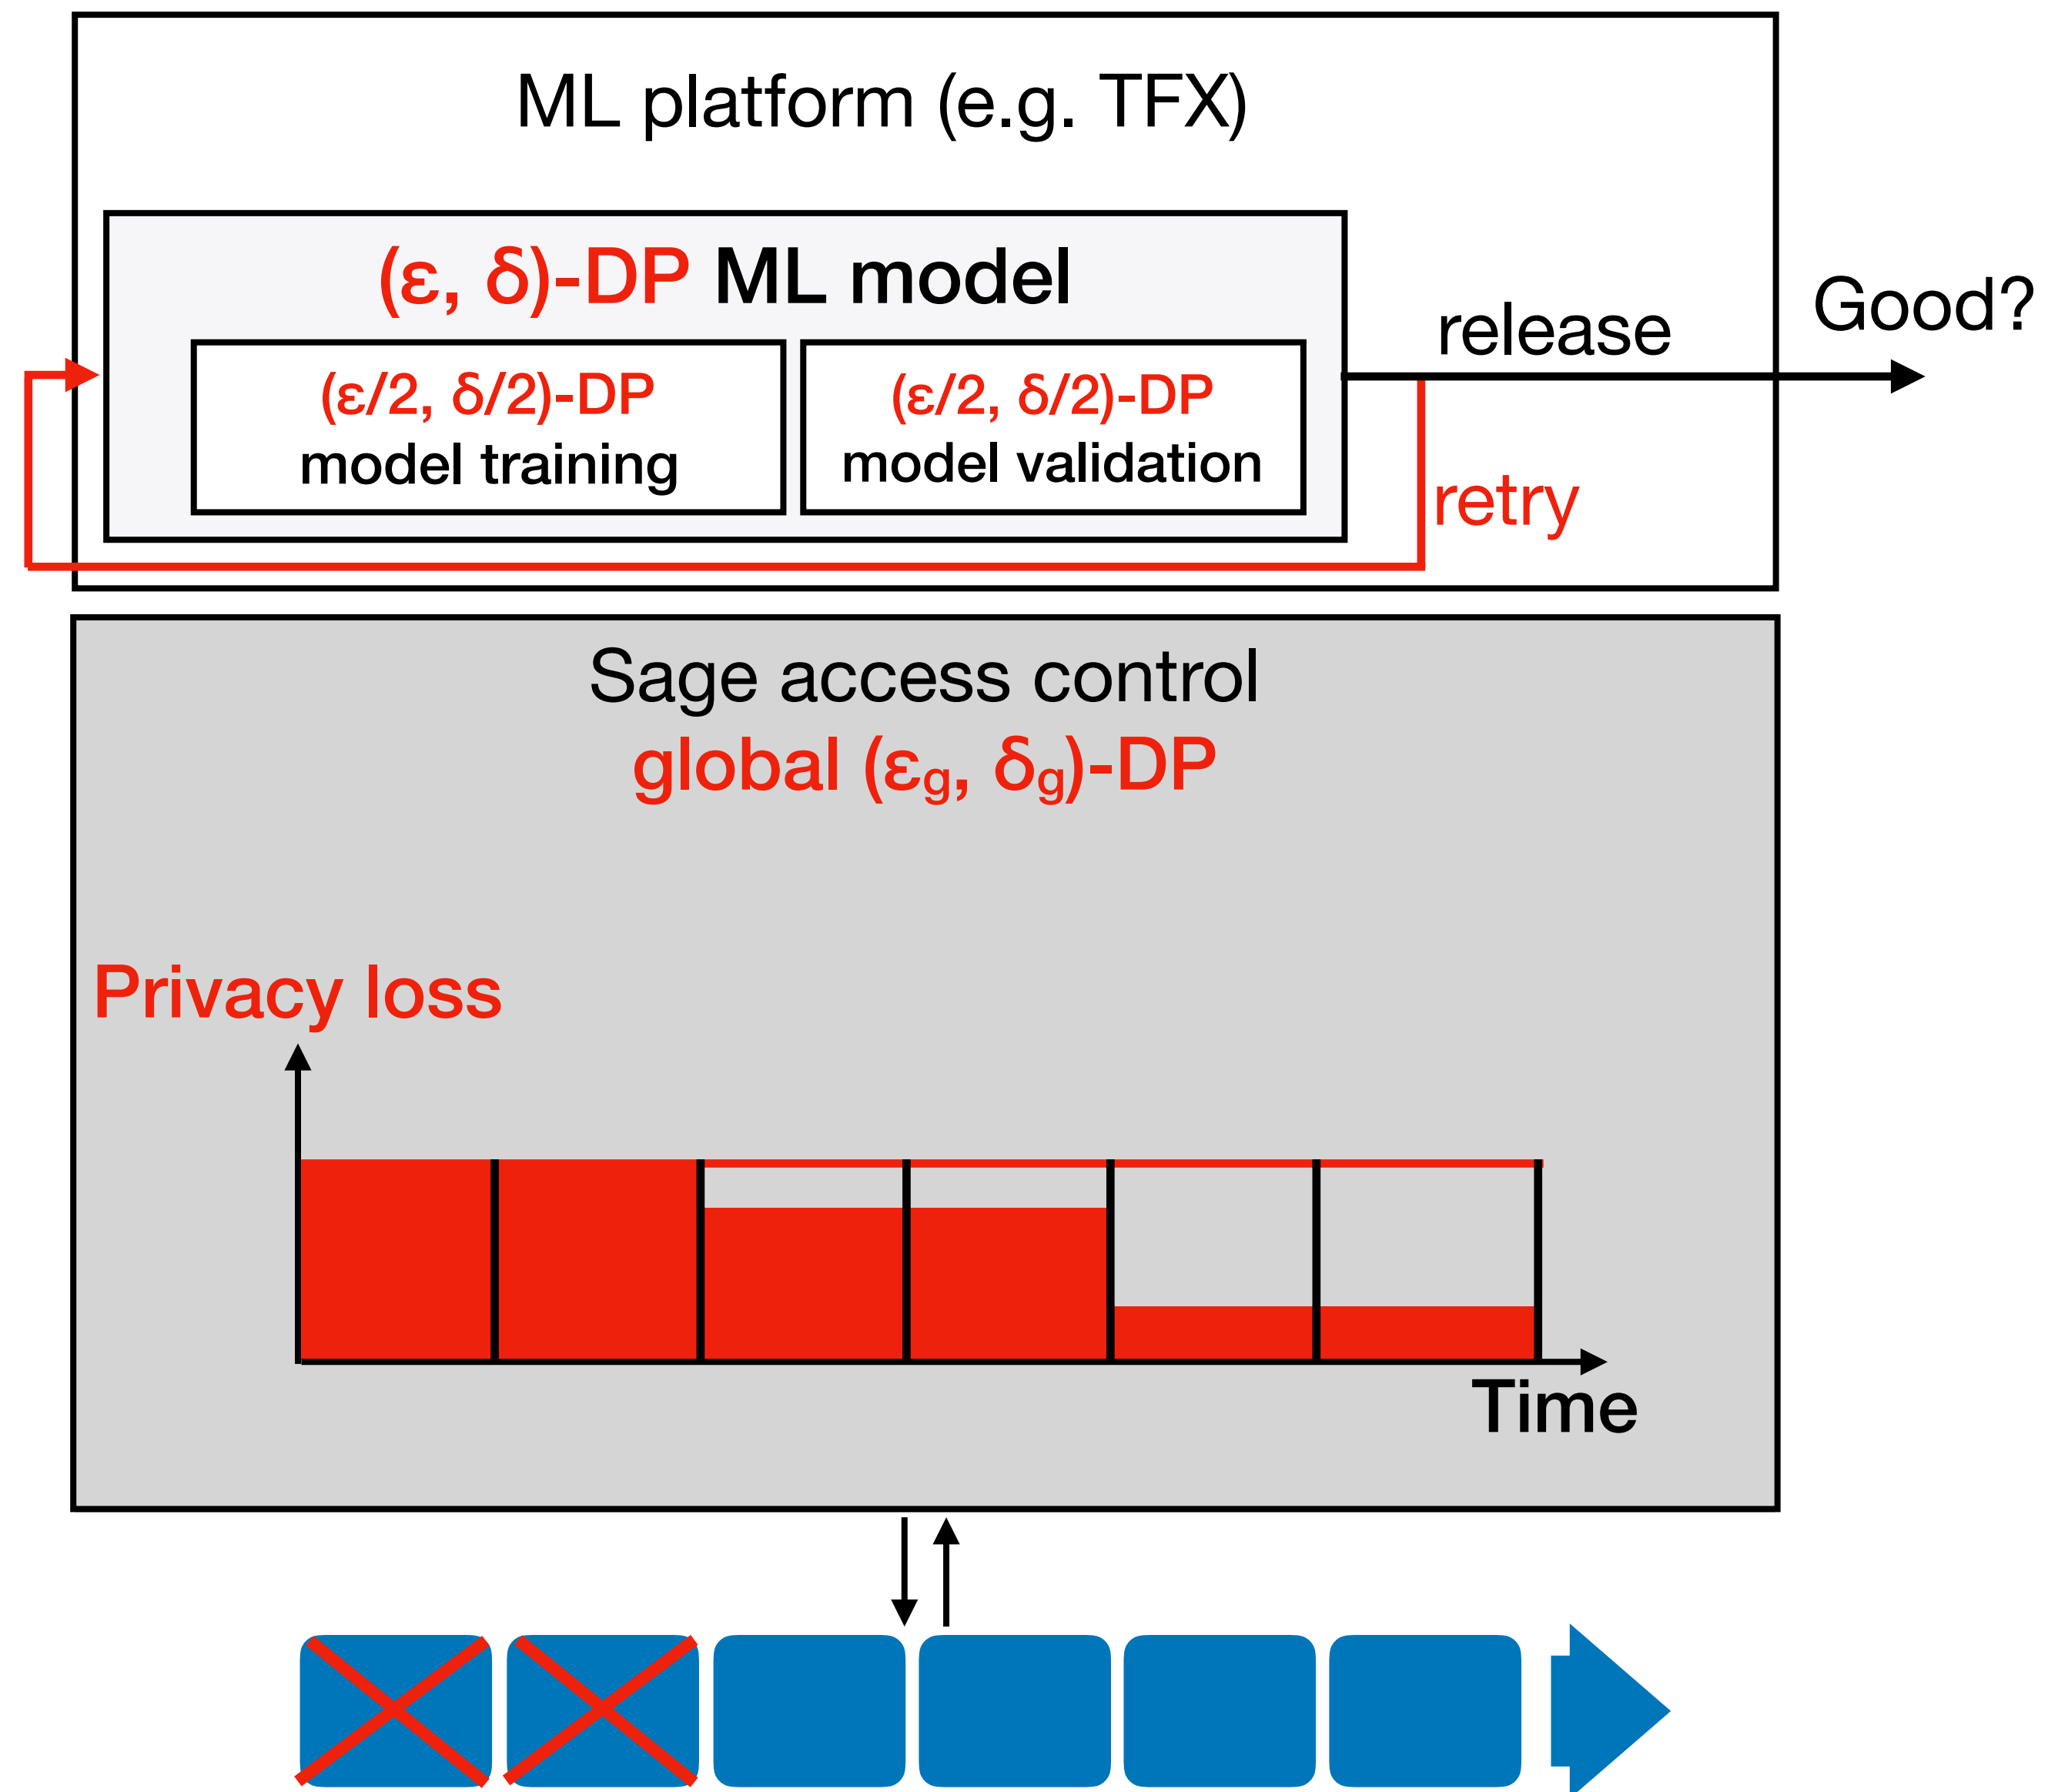 ML platform (e.g. TFX)
(ε, δ)-DP ML model
(ε/2, δ/2)-DP
model training
(ε/2, δ/2)-DP
model validation
release
Good?
retry
Sage access control
global (εg, δg)-DP
Privacy loss
Time